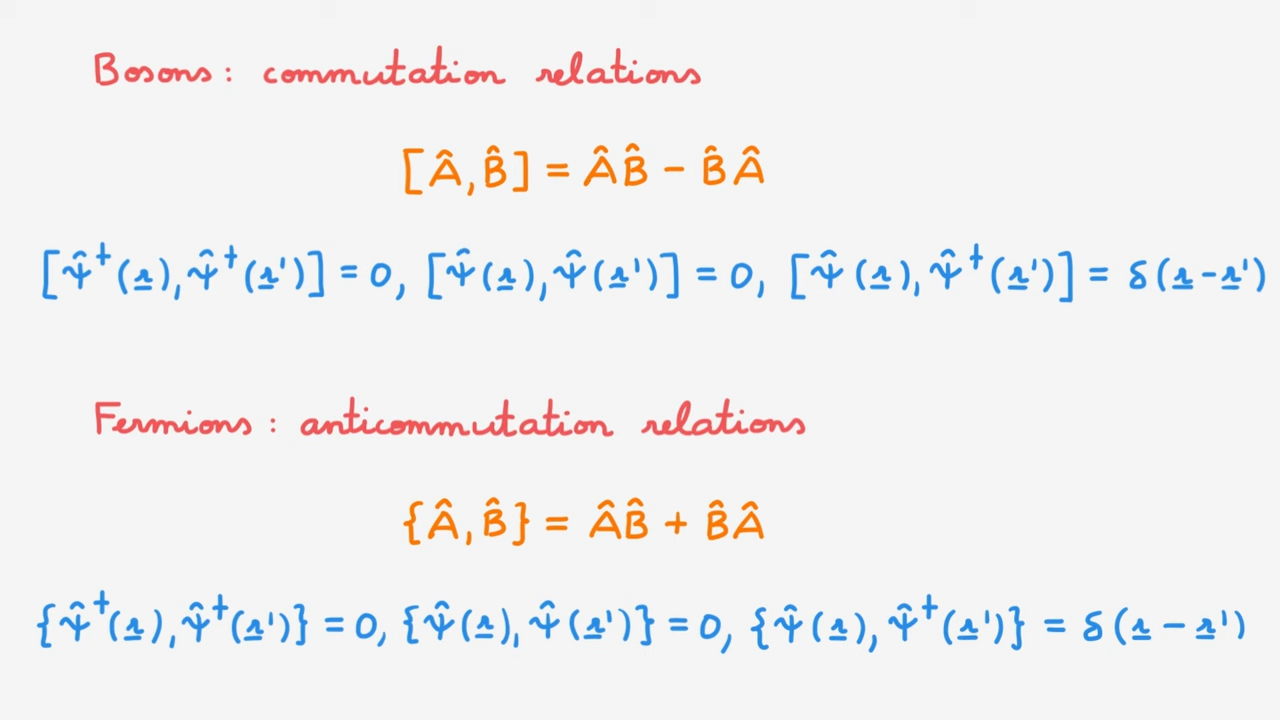 Bosons: commutation relations
[Â, B̂] = ÂB̂ - B̂Â
[Ψ̂†(r̲), Ψ̂†(r̲')] = 0, [Ψ̂(r̲), Ψ̂(r̲')] = 0, [Ψ̂(r̲), Ψ̂†(r̲')] = δ(r̲ - r̲')
Fermions: anticommutation relations
{Â, B̂} = ÂB̂ + B̂Â
{Ψ̂†(r̲), Ψ̂†(r̲')} = 0, {Ψ̂(r̲), Ψ̂(r̲')} = 0, {Ψ̂(r̲), Ψ̂†(r̲')} = δ(r̲ - r̲')